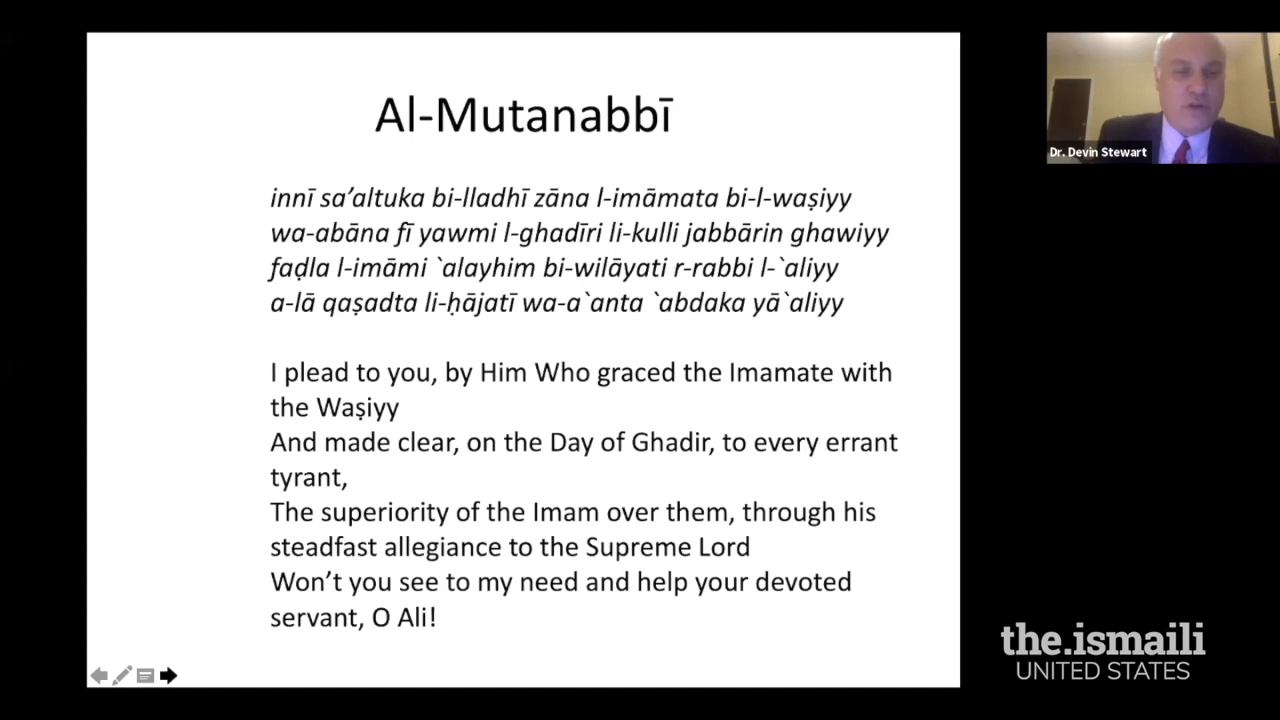 Al-Mutanabbī
innī sa’altuka bi-lladhī zāna l-imāmata bi-l-waṣiyy
wa-abāna fī yawmi l-ghadīri li-kulli jabbārin ghawiyy
faḍla l-imāmi `alayhim bi-wilāyati r-rabbi l-`aliyy
a-lā qaṣadta li-ḥājatī wa-a`anta `abdaka yā`aliyy
I plead to you, by Him Who graced the Imamate with
the Waṣiyy
And made clear, on the Day of Ghadir, to every errant
tyrant,
The superiority of the Imam over them, through his
steadfast allegiance to the Supreme Lord
Won’t you see to my need and help your devoted
servant, O Ali!
Dr. Devin Stewart
the.ismaili
UNITED STATES